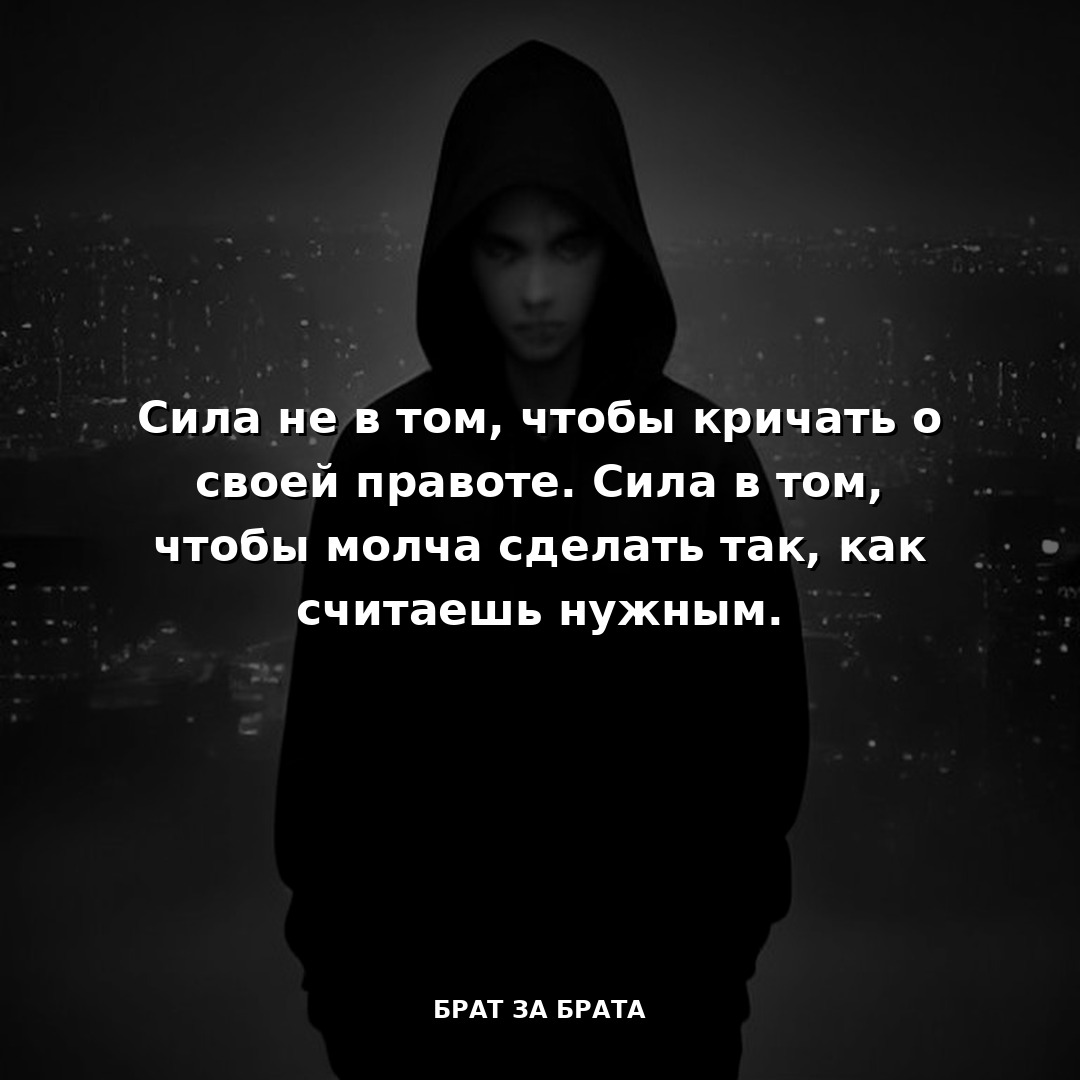 Сила не в том, чтобы кричать о
своей правоте. Сила в том,
чтобы молча сделать так, как
считаешь нужным.
БРАТ ЗА БРАТА